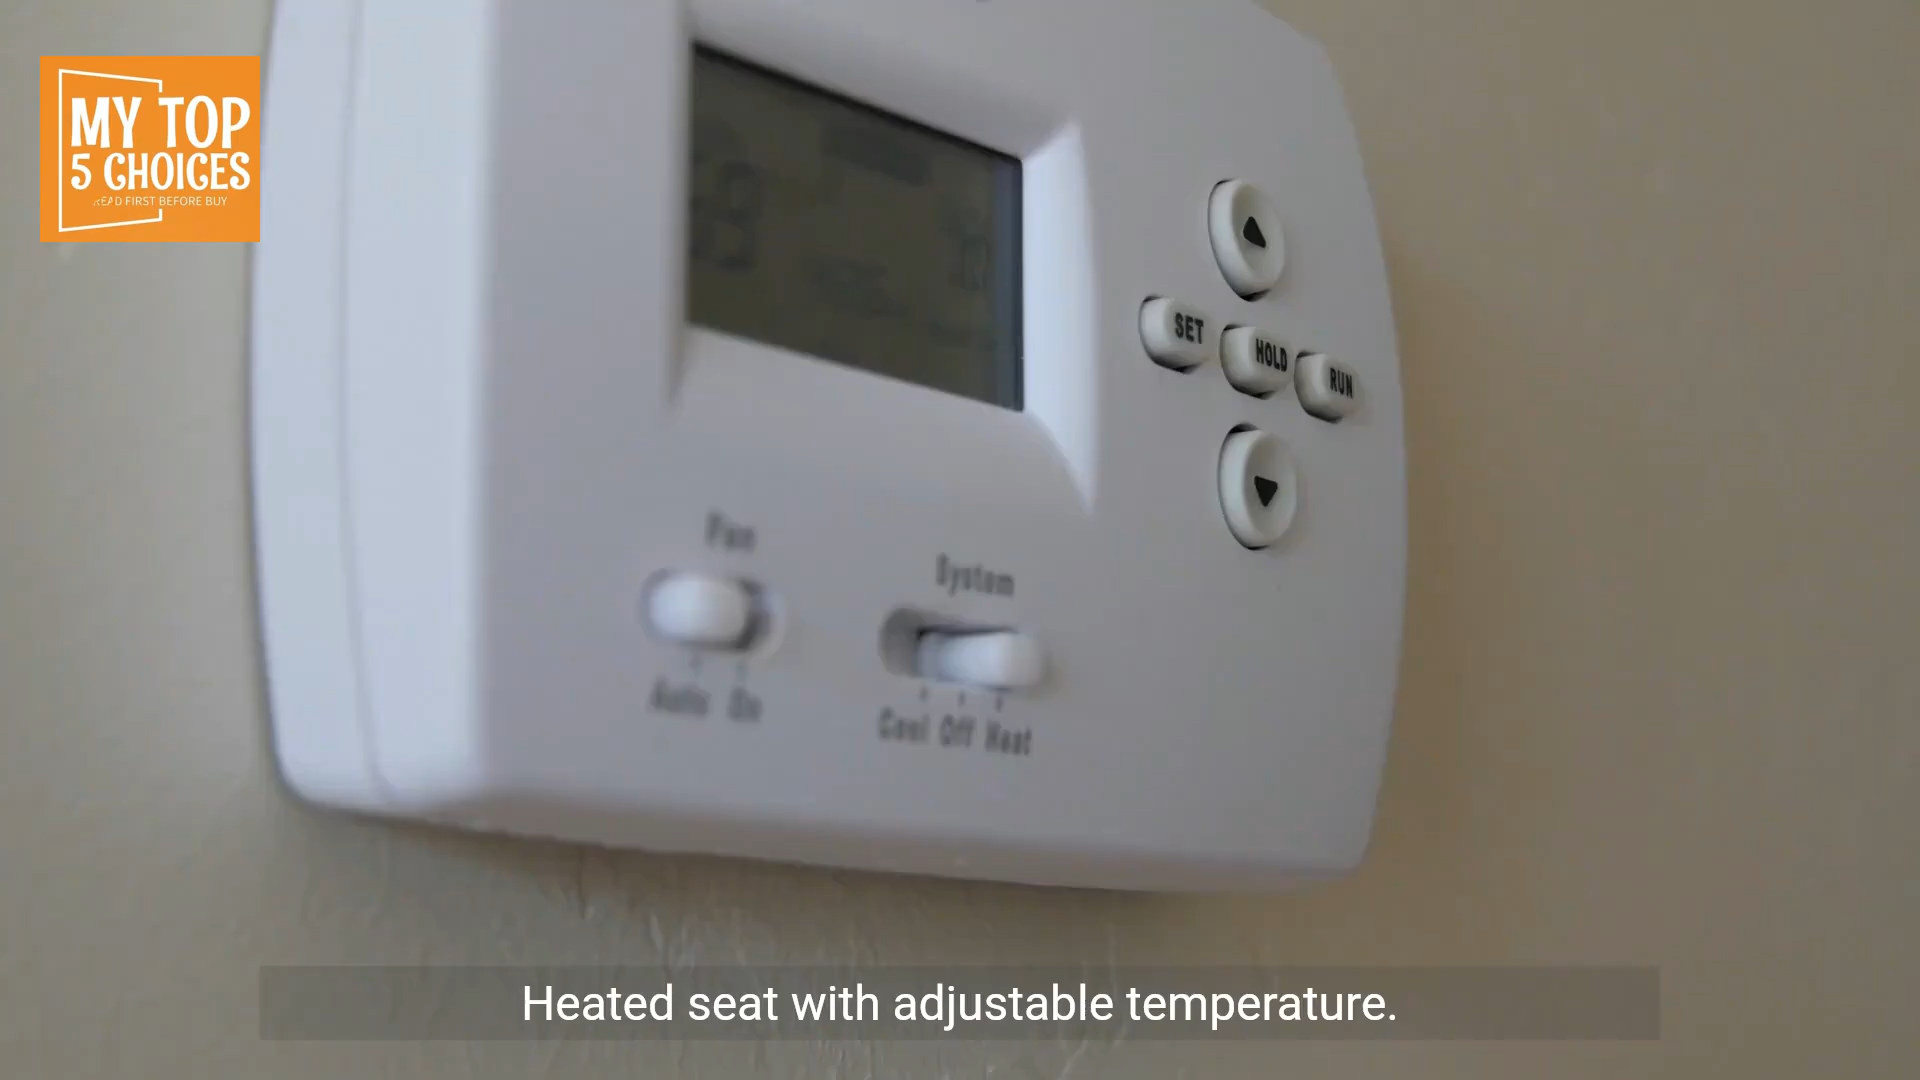 MY TOP
5 CHOICES
READ FIRST BEFORE BUY
SET
HOLD
RUN
Fan
System
Auto On
Cool Off Heat
Heated seat with adjustable temperature.